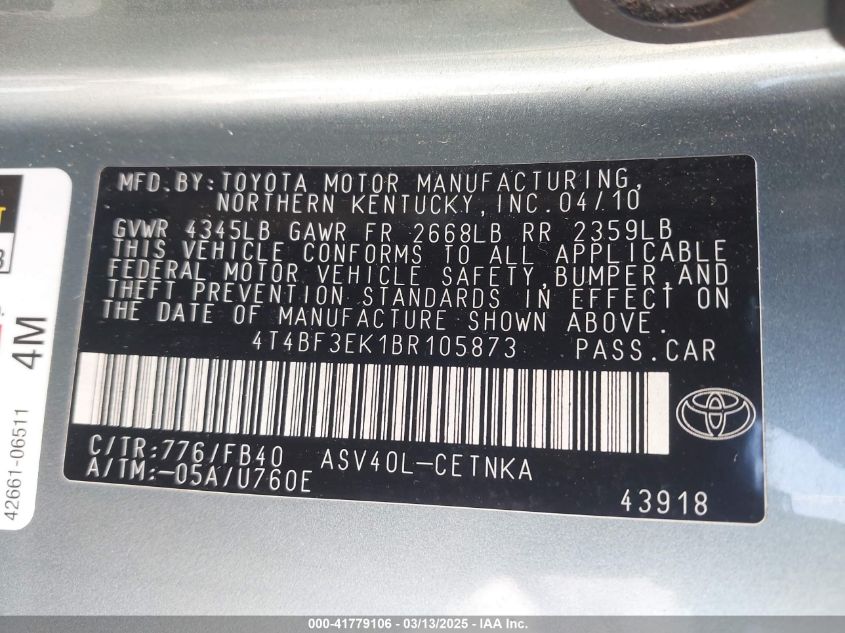 MFD.BY:TOYOTA MOTOR MANUFACTURING,
NORTHERN KENTUCKY,INC.04/10
GVWR 4345LB GAWR FR 2668LB RR 2359LB
THIS VEHICLE CONFORMS TO ALL APPLICABLE
FEDERAL MOTOR VEHICLE SAFETY,BUMPER,AND
THEFT PREVENTION STANDARDS IN EFFECT ON
THE DATE OF MANUFACTURE SHOWN ABOVE.
4T4BF3EK1BR105873 PASS.CAR
C/TR:776/FB40 ASV40L-CETNKA
A/TM:-05A/U760E
43918
4M
42661-06511
000-41779106 - 03/13/2025 - IAA, Inc.